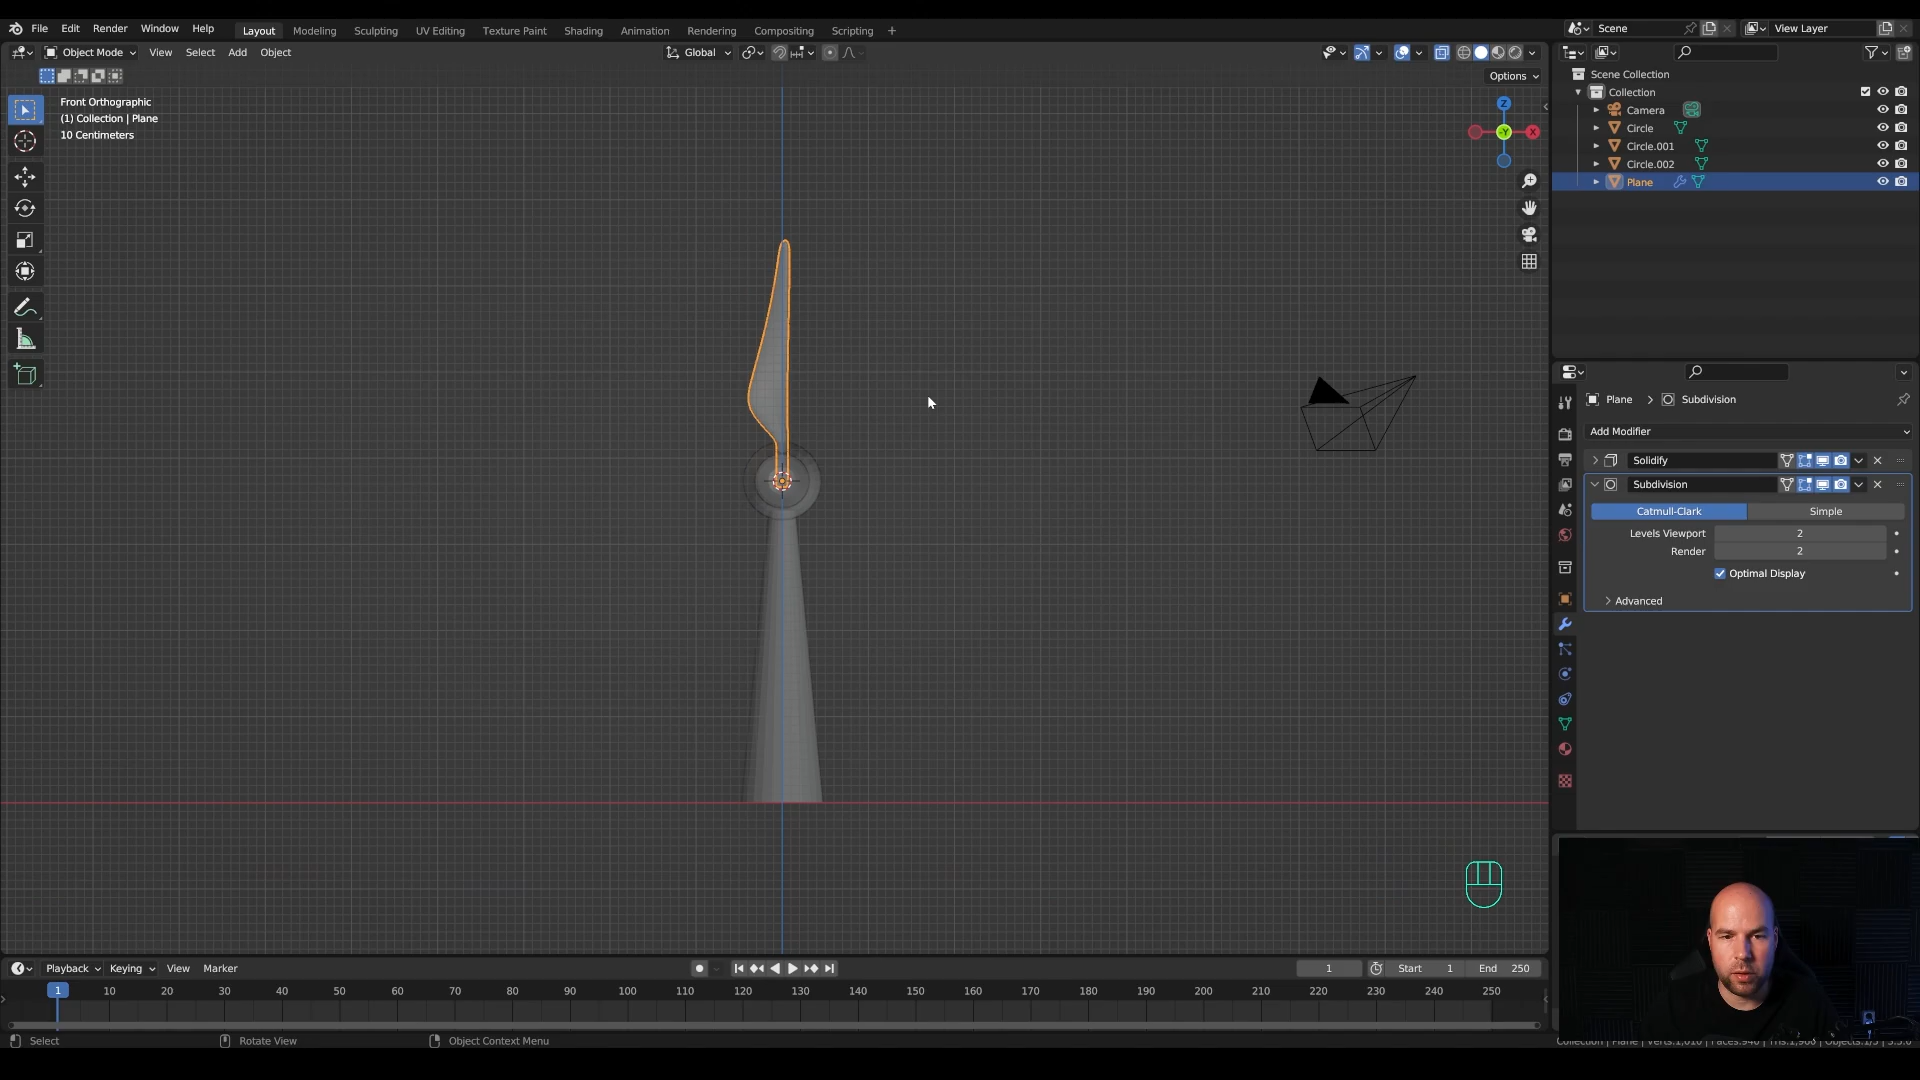 File Edit Render Window Help
Layout Modeling Sculpting UV Editing Texture Paint Shading Animation Rendering Compositing Scripting +
Scene
View Layer
Object Mode View Select Add Object
Global
Options
Front Orthographic
(1) Collection | Plane
10 Centimeters
Z
-Y
X
Scene Collection
Collection
Camera
Circle
Circle.001
Circle.002
Plane
Plane > Subdivision
Add Modifier
Solidify
Subdivision
Catmull-Clark Simple
Levels Viewport 2
Render 2
Optimal Display
Advanced
Playback Keying View Marker
1 Start 1 End 250
1 10 20 30 40 50 60 70 80 90 100 110 120 130 140 150 160 170 180 190 200 210 220 230 240 250
Select Rotate View Object Context Menu